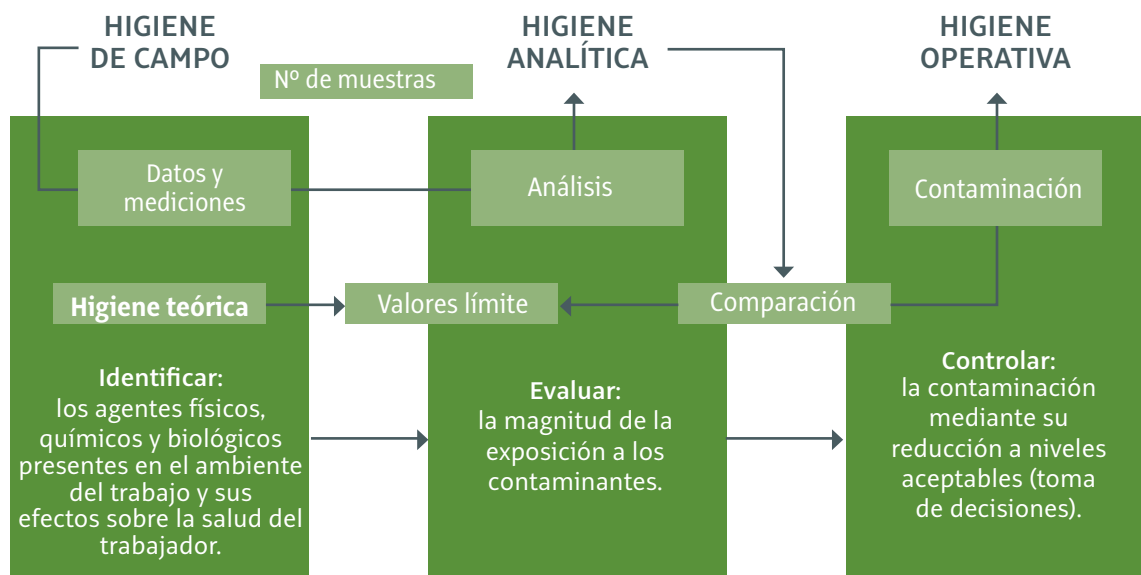 HIGIENE
DE CAMPO
HIGIENE
ANALÍTICA
HIGIENE
OPERATIVA
Nº de muestras
Datos y
mediciones
Análisis
Contaminación
Higiene teórica
Valores límite
Comparación
Identificar:
los agentes físicos,
químicos y biológicos
presentes en el ambiente
del trabajo y sus
efectos sobre la salud del
trabajador.
Evaluar:
la magnitud de la
exposición a los
contaminantes.
Controlar:
la contaminación
mediante su
reducción a niveles
aceptables (toma
de decisiones).